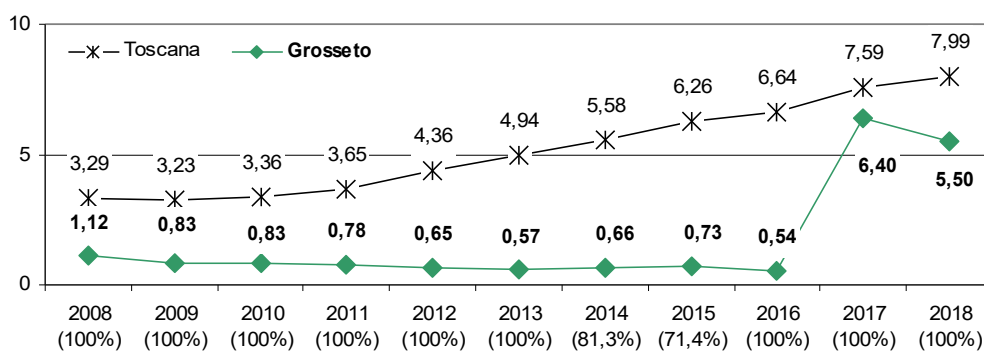 10
Toscana Grosseto
7,99
7,59
6,64
6,26
5,58
4,94
4,36
5
3,29 3,23 3,36 3,65
6,40
5,50
1,12 0,83 0,83 0,78 0,65 0,57 0,66 0,73 0,54
0
2008 2009 2010 2011 2012 2013 2014 2015 2016 2017 2018
(100%) (100%) (100%) (100%) (100%) (100%) (81,3%) (71,4%) (100%) (100%) (100%)